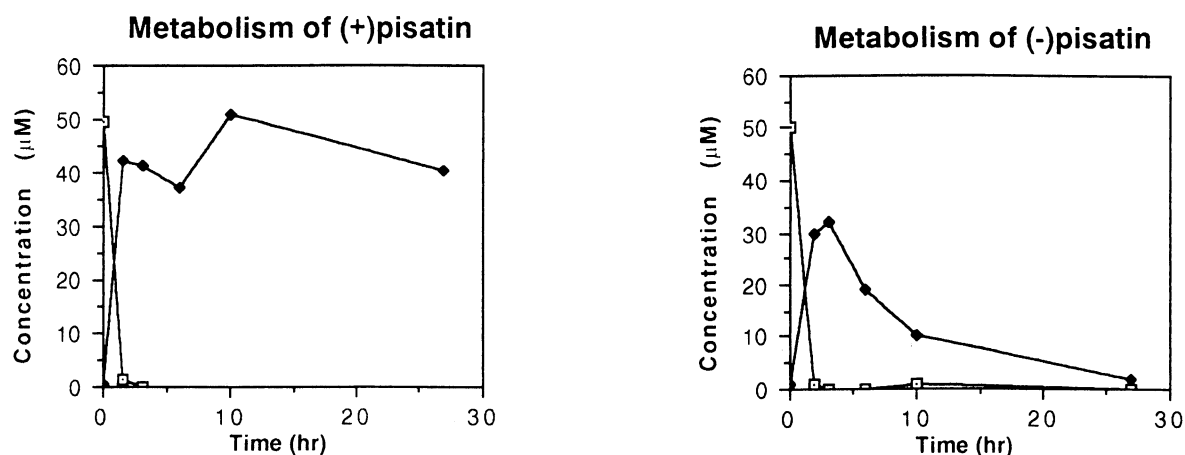 Metabolism of (+)pisatin
60
50
40
30
20
10
0
Concentration (μM)
0 10 20 30
Time (hr)
Metabolism of (-)pisatin
60
50
40
30
20
10
0
Concentration (μM)
0 10 20 30
Time (hr)